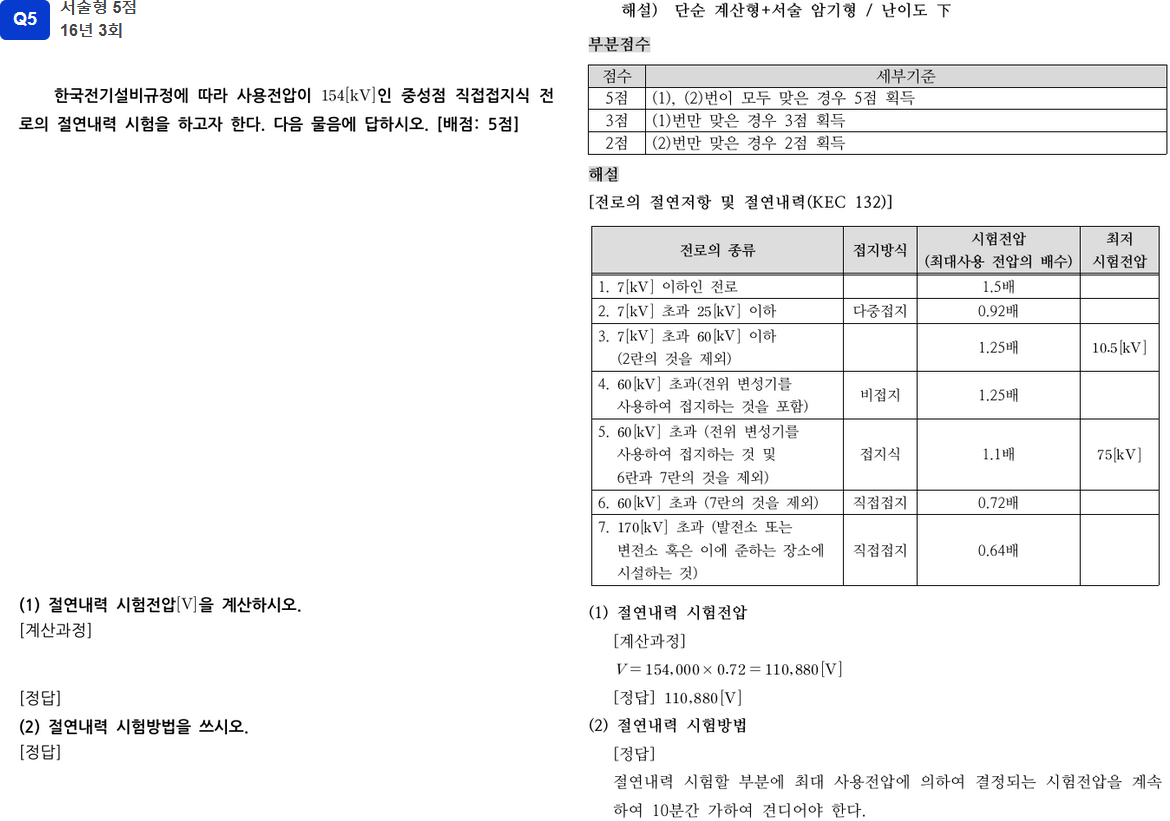 Q5
서술형 5점
16년 3회
한국전기설비규정에 따라 사용전압이 154[kV]인 중성점 직접접지식 전
로의 절연내력 시험을 하고자 한다. 다음 물음에 답하시오. [배점: 5점]
(1) 절연내력 시험전압[V]을 계산하시오.
[계산과정]
[정답]
(2) 절연내력 시험방법을 쓰시오.
[정답]
해설) 단순 계산형+서술 암기형 / 난이도 下
부분점수
점수 세부기준
5점 (1), (2)번이 모두 맞은 경우 5점 획득
3점 (1)번만 맞은 경우 3점 획득
2점 (2)번만 맞은 경우 2점 획득
해설
[전로의 절연저항 및 절연내력(KEC 132)]
전로의 종류 접지방식 시험전압 최저
(최대사용 전압의 배수) 시험전압
1. 7[kV] 이하인 전로 1.5배
2. 7[kV] 초과 25[kV] 이하 다중접지 0.92배
3. 7[kV] 초과 60[kV] 이하
(2란의 것을 제외) 1.25배 10.5[kV]
4. 60[kV] 초과(전위 변성기를
사용하여 접지하는 것을 포함) 비접지 1.25배
5. 60[kV] 초과 (전위 변성기를
사용하여 접지하는 것 및 접지식 1.1배 75[kV]
6란과 7란의 것을 제외)
6. 60[kV] 초과 (7란의 것을 제외) 직접접지 0.72배
7. 170[kV] 초과 (발전소 또는
변전소 혹은 이에 준하는 장소에 직접접지 0.64배
시설하는 것)
(1) 절연내력 시험전압
[계산과정]
V = 154,000 × 0.72 = 110,880[V]
[정답] 110,880[V]
(2) 절연내력 시험방법
[정답]
절연내력 시험할 부분에 최대 사용전압에 의하여 결정되는 시험전압을 계속
하여 10분간 가하여 견디어야 한다.